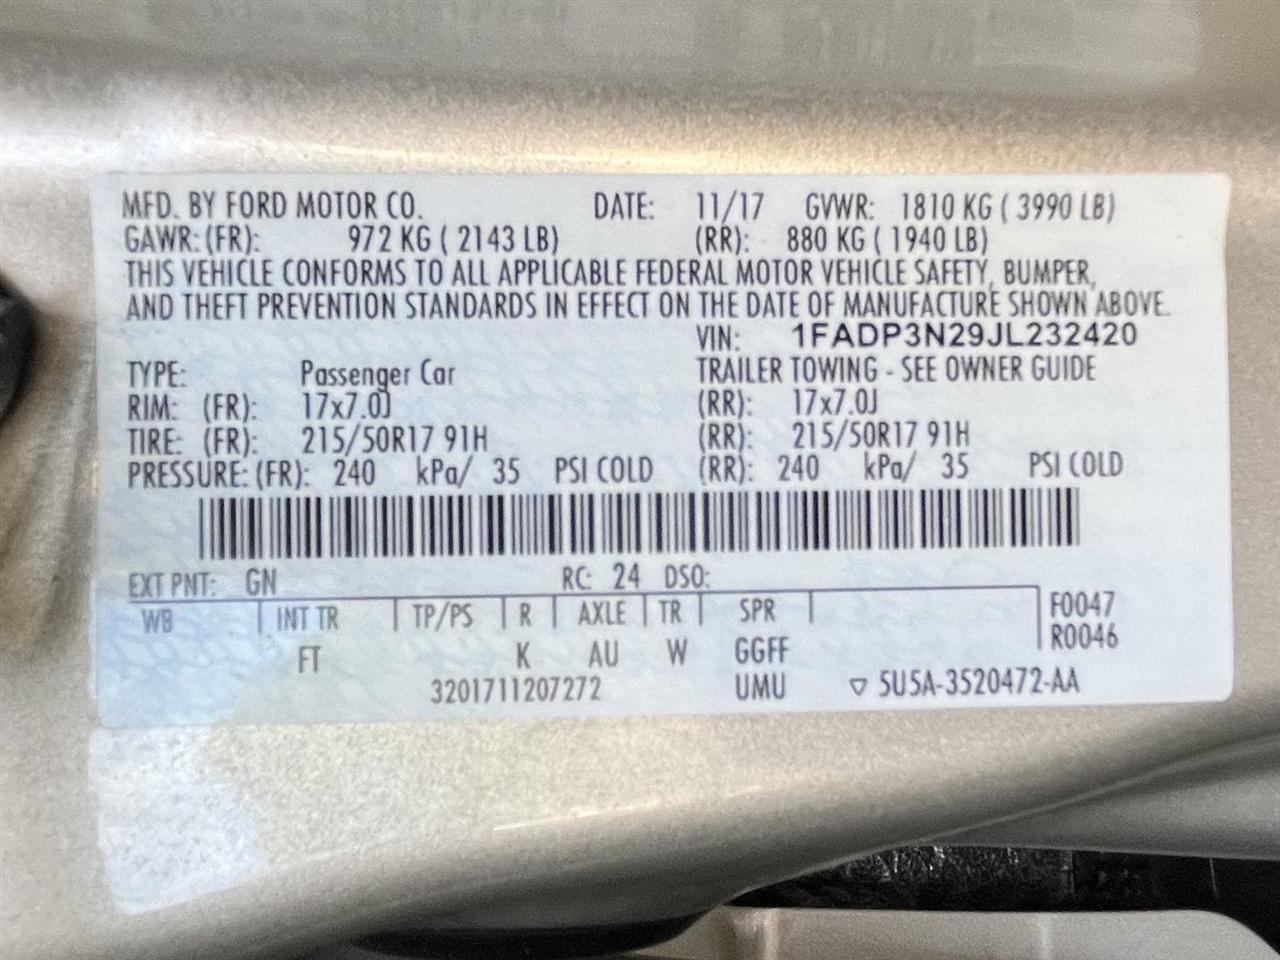 MFD. BY FORD MOTOR CO. DATE: 11/17 GVWR: 1810 KG ( 3990 LB)
GAWR: (FR): 972 KG ( 2143 LB) (RR): 880 KG ( 1940 LB)
THIS VEHICLE CONFORMS TO ALL APPLICABLE FEDERAL MOTOR VEHICLE SAFETY, BUMPER,
AND THEFT PREVENTION STANDARDS IN EFFECT ON THE DATE OF MANUFACTURE SHOWN ABOVE.
VIN: 1FADP3N29JL232420
TYPE: Passenger Car TRAILER TOWING - SEE OWNER GUIDE
RIM: (FR): 17x7.0J (RR): 17x7.0J
TIRE: (FR): 215/50R17 91H (RR): 215/50R17 91H
PRESSURE: (FR): 240 kPa/ 35 PSI COLD (RR): 240 kPa/ 35 PSI COLD
EXT PNT: GN RC: 24 DSO:
WB INT TR TP/PS R AXLE TR SPR F0047
FT K AU W GGFF R0046
3201711207272 UMU ▽ 5U5A-3520472-AA